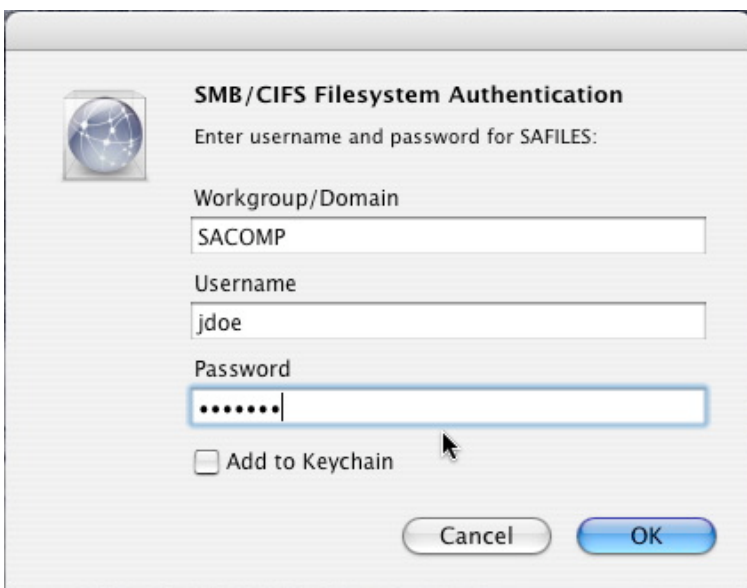 SMB/CIFS Filesystem Authentication
Enter username and password for SAFILES:
Workgroup/Domain
SACOMP
Username
jdoe
Password
•••••••
Add to Keychain
Cancel
OK